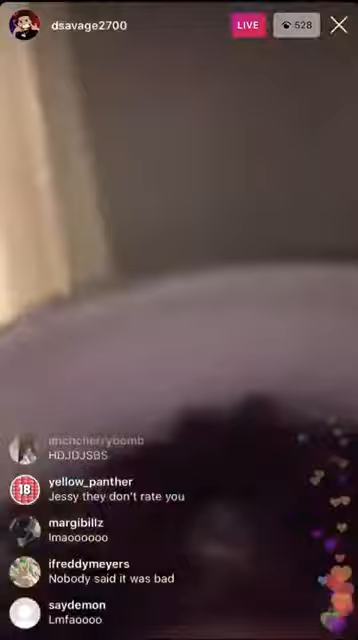 dsavage2700
LIVE
528
HDJDJSBS
yellow_panther
18
Jessy they don't rate you
margibillz
lmaoooooo
ifreddymeyers
Nobody said it was bad
saydemon
Lmfaoooo